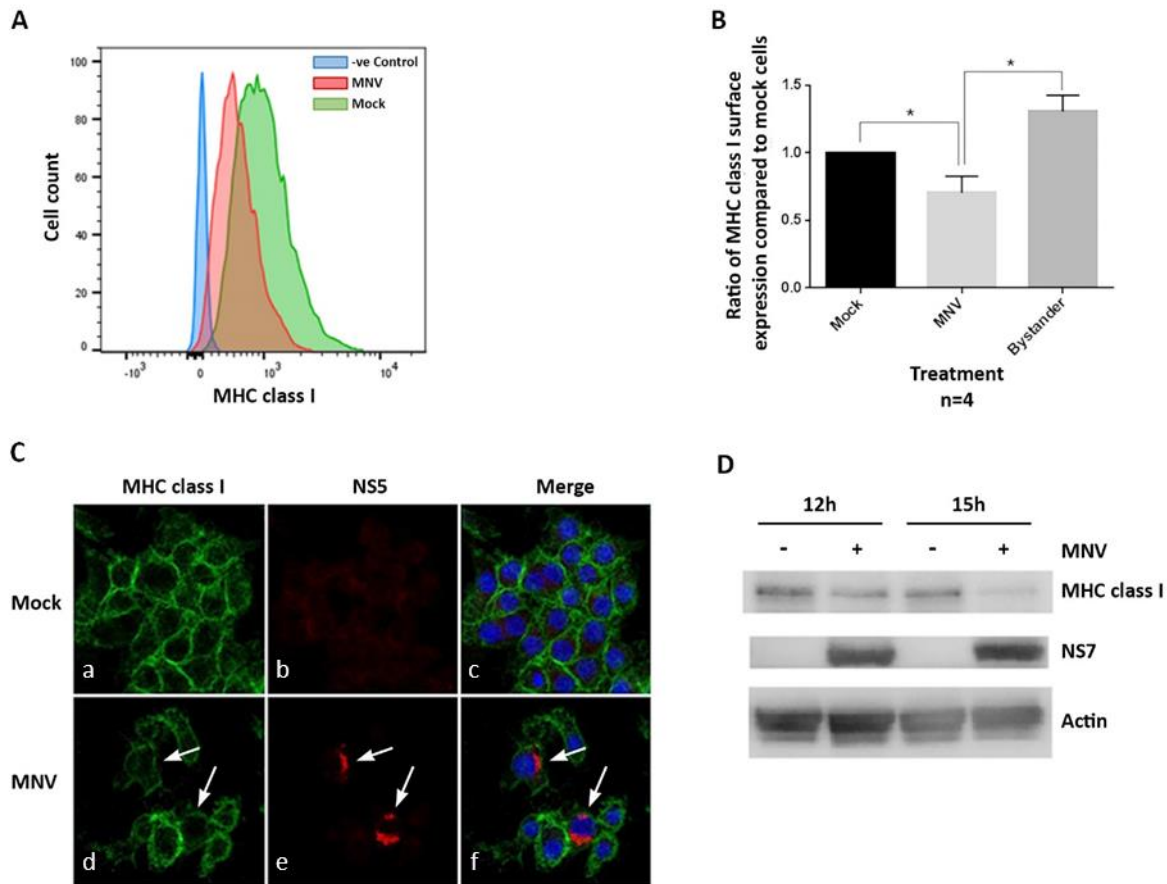 A
-ve Control
MNV
Mock
Cell count
100
80
60
40
20
0
-10³
0
10³
10⁴
MHC class I
B
Ratio of MHC class I surface
expression compared to mock cells
1.5
1.0
0.5
0.0
*
*
Mock
MNV
Bystander
Treatment
n=4
C
MHC class I
NS5
Merge
Mock
a
b
c
MNV
d
e
f
D
12h
15h
-
+
-
+
MNV
MHC class I
NS7
Actin